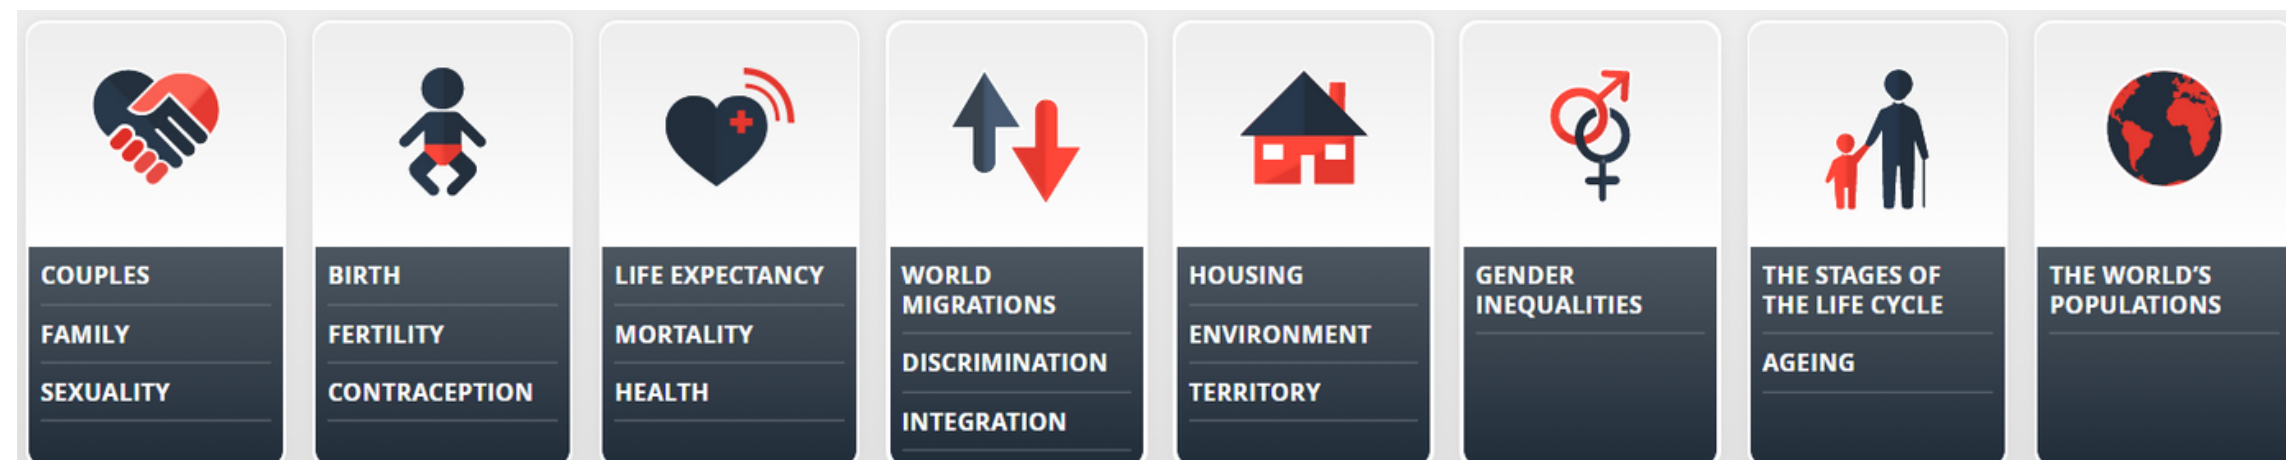 COUPLES
FAMILY
SEXUALITY
BIRTH
FERTILITY
CONTRACEPTION
LIFE EXPECTANCY
MORTALITY
HEALTH
WORLD
MIGRATIONS
DISCRIMINATION
INTEGRATION
HOUSING
ENVIRONMENT
TERRITORY
GENDER
INEQUALITIES
THE STAGES OF
THE LIFE CYCLE
AGEING
THE WORLD'S
POPULATIONS